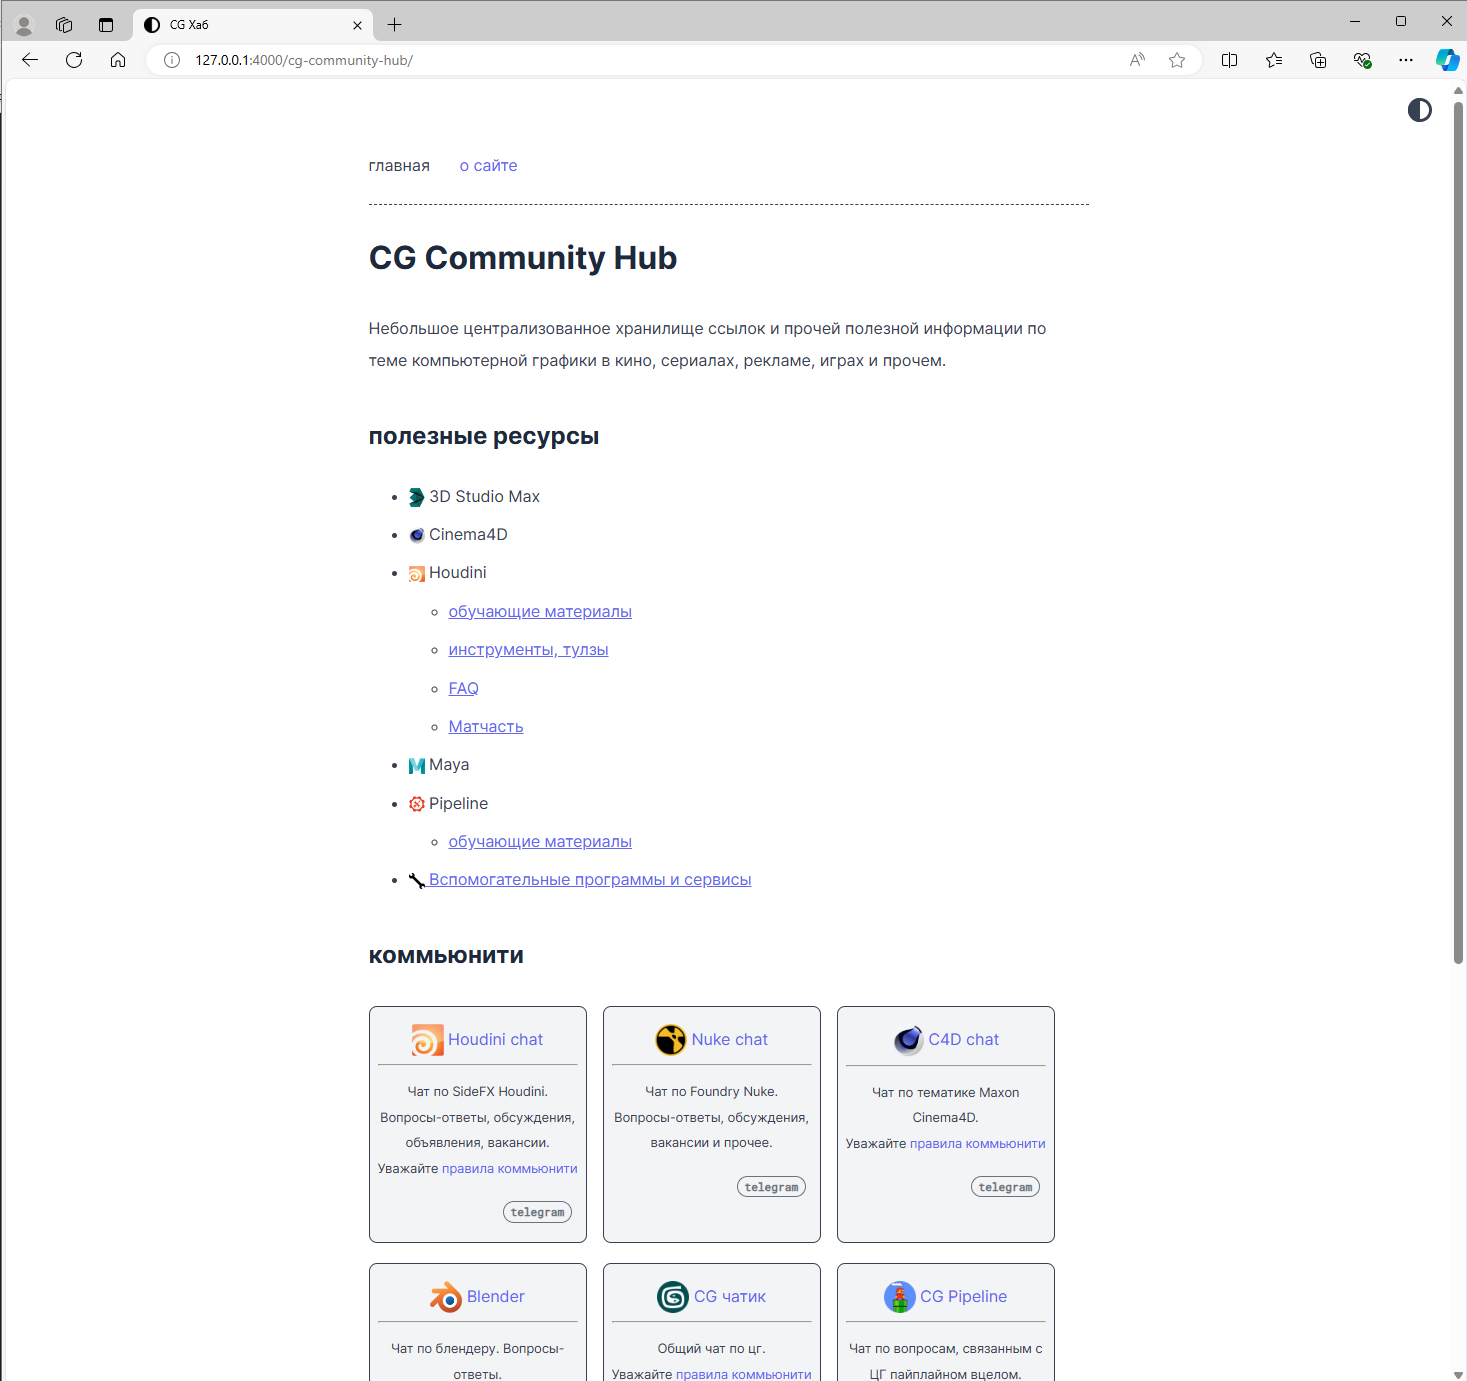 CG Хаб
127.0.0.1:4000/cg-community-hub/
главная о сайте
CG Community Hub
Небольшое централизованное хранилище ссылок и прочей полезной информации по
теме компьютерной графики в кино, сериалах, рекламе, играх и прочем.
полезные ресурсы
3D Studio Max
Cinema4D
Houdini
обучающие материалы
инструменты, тулзы
FAQ
Матчасть
Maya
Pipeline
обучающие материалы
Вспомогательные программы и сервисы
коммьюнити
Houdini chat
Чат по SideFX Houdini.
Вопросы-ответы, обсуждения,
объявления, вакансии.
Уважайте правила коммьюнити
telegram
Nuke chat
Чат по Foundry Nuke.
Вопросы-ответы, обсуждения,
вакансии и прочее.
telegram
C4D chat
Чат по тематике Maxon
Cinema4D.
Уважайте правила коммьюнити
telegram
Blender
Чат по блендеру. Вопросы-
ответы.
CG чатик
Общий чат по цг.
Уважайте правила коммьюнити
CG Pipeline
Чат по вопросам, связанным с
ЦГ пайплайном вцелом.